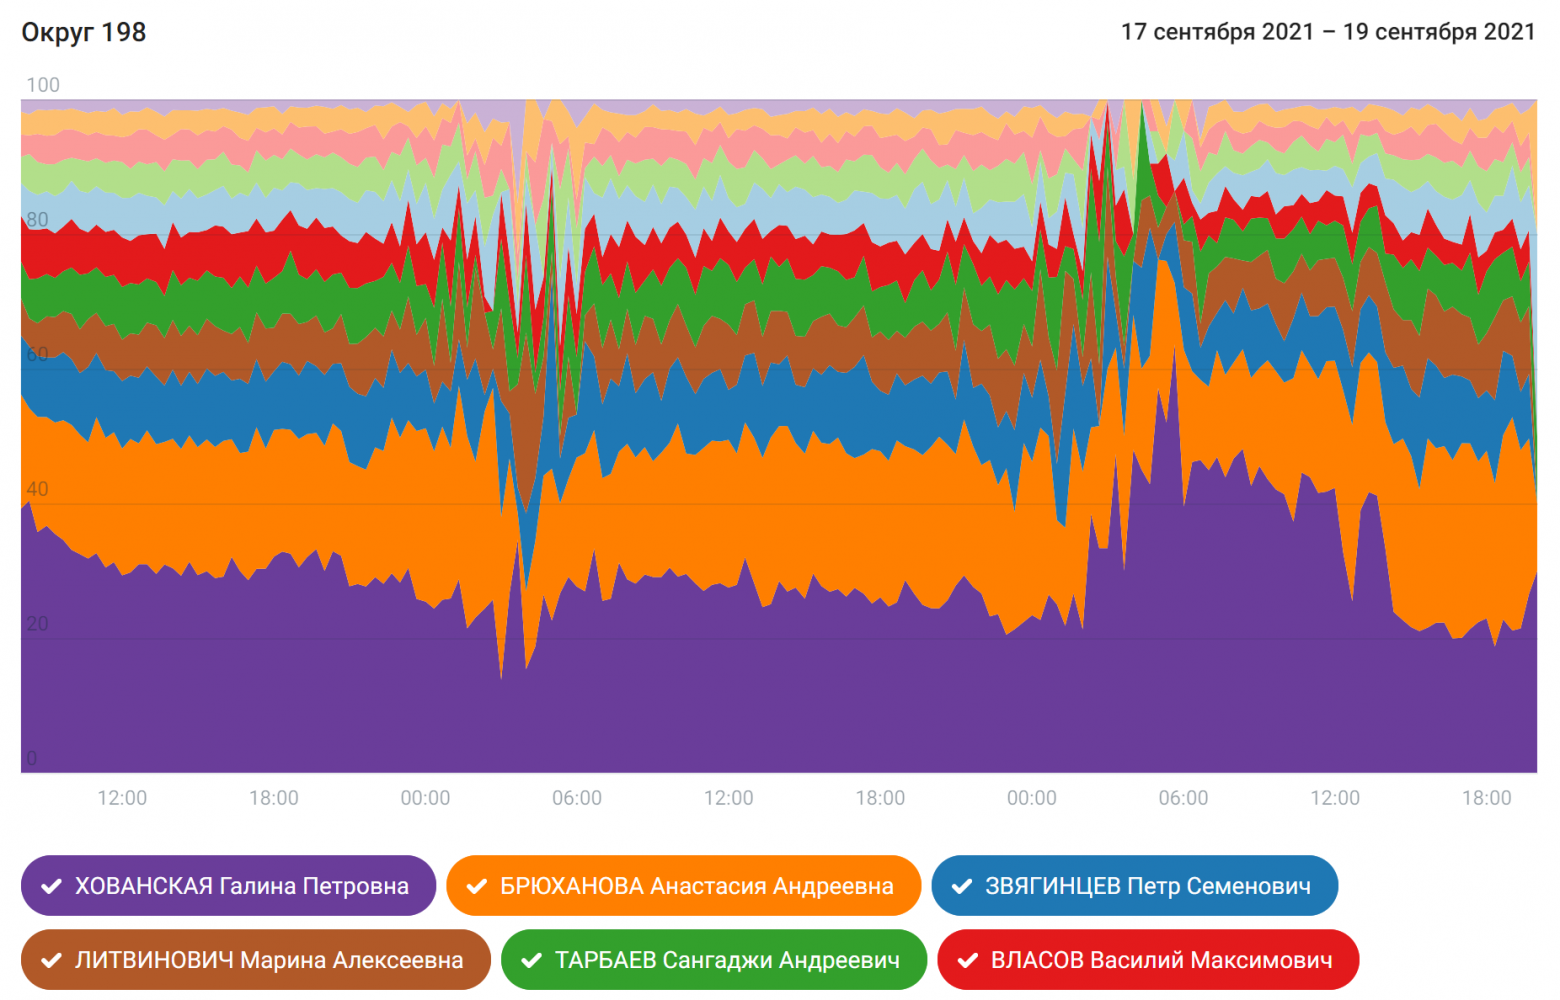 Округ 198 17 сентября 2021 – 19 сентября 2021
100
80
60
40
20
0
12:00 18:00 00:00 06:00 12:00 18:00 00:00 06:00 12:00 18:00
ХОВАНСКАЯ Галина Петровна БРЮХАНОВА Анастасия Андреевна ЗВЯГИНЦЕВ Петр Семенович
ЛИТВИНОВИЧ Марина Алексеевна ТАРБАЕВ Сангаджи Андреевич ВЛАСОВ Василий Максимович